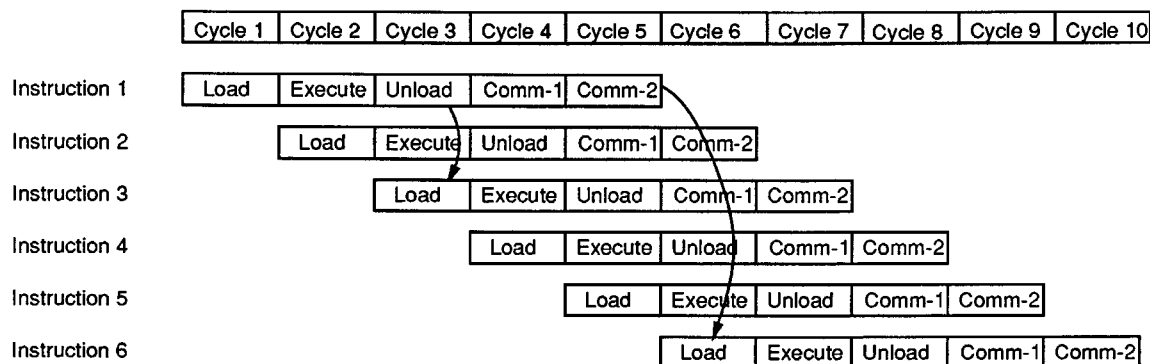 Cycle 1 Cycle 2 Cycle 3 Cycle 4 Cycle 5 Cycle 6 Cycle 7 Cycle 8 Cycle 9 Cycle 10
Instruction 1 Load Execute Unload Comm-1 Comm-2
Instruction 2 Load Execute Unload Comm-1 Comm-2
Instruction 3 Load Execute Unload Comm-1 Comm-2
Instruction 4 Load Execute Unload Comm-1 Comm-2
Instruction 5 Load Execute Unload Comm-1 Comm-2
Instruction 6 Load Execute Unload Comm-1 Comm-2